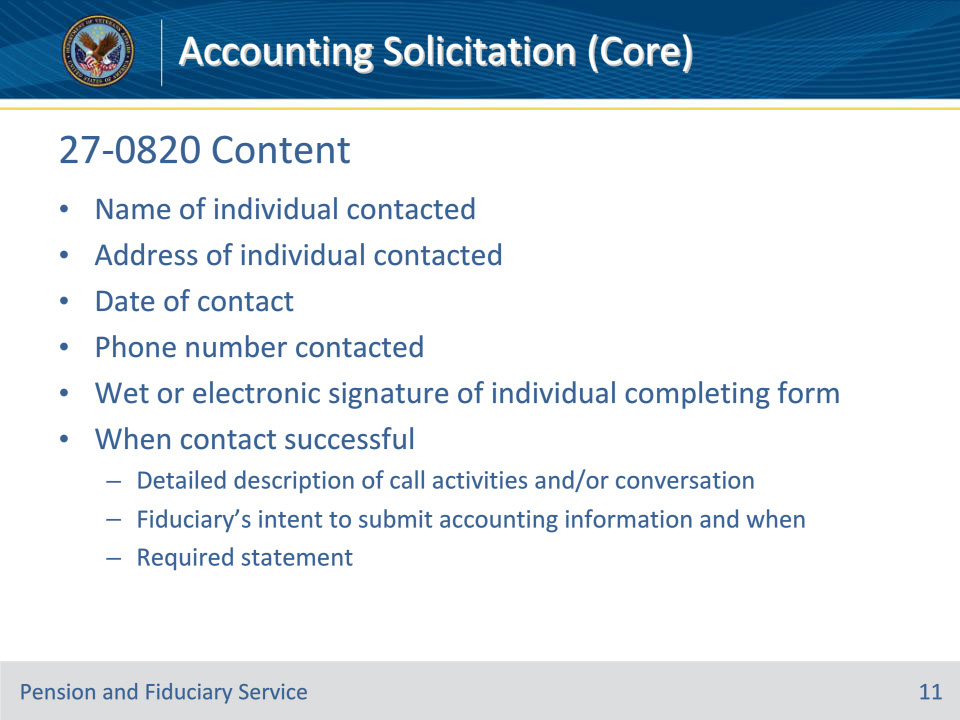 Accounting Solicitation (Core)
27-0820 Content
• Name of individual contacted
• Address of individual contacted
• Date of contact
• Phone number contacted
• Wet or electronic signature of individual completing form
• When contact successful
– Detailed description of call activities and/or conversation
– Fiduciary’s intent to submit accounting information and when
– Required statement
Pension and Fiduciary Service
11